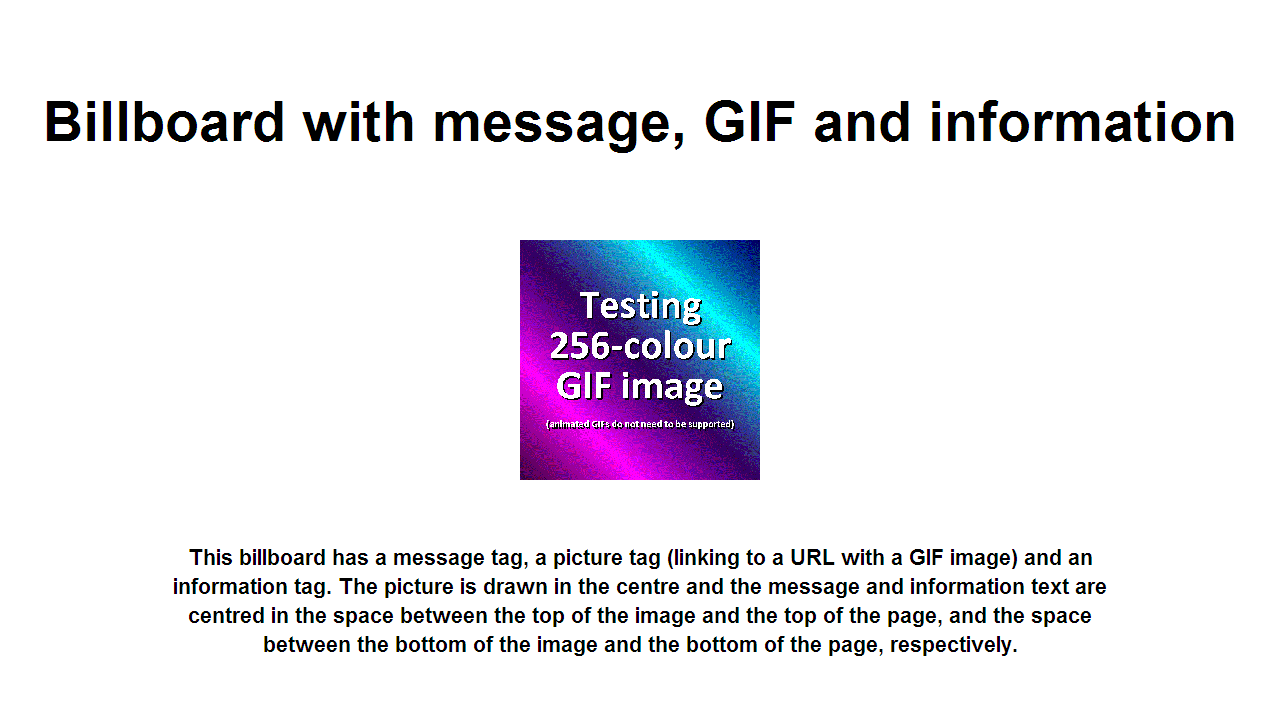 Billboard with message, GIF and information
Testing
256-colour
GIF image
(animated GIFs do not need to be supported)
This billboard has a message tag, a picture tag (linking to a URL with a GIF image) and an
information tag. The picture is drawn in the centre and the message and information text are
centred in the space between the top of the image and the top of the page, and the space
between the bottom of the image and the bottom of the page, respectively.